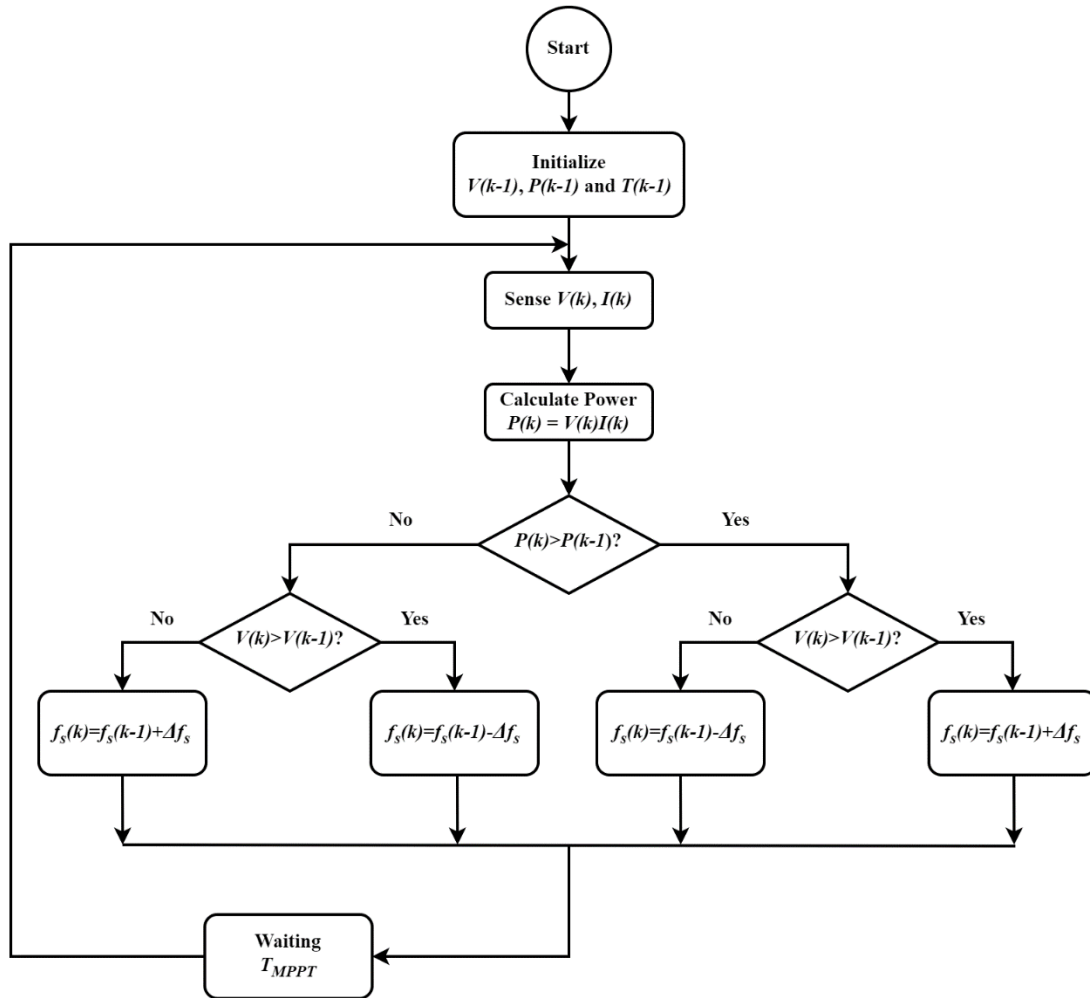 Start
Initialize
V(k-1), P(k-1) and T(k-1)
Sense V(k), I(k)
Calculate Power
P(k) = V(k)I(k)
No
Yes
P(k)>P(k-1)?
No
Yes
No
Yes
V(k)>V(k-1)?
V(k)>V(k-1)?
fs(k)=fs(k-1)+Δfs
fs(k)=fs(k-1)-Δfs
fs(k)=fs(k-1)-Δfs
fs(k)=fs(k-1)+Δfs
Waiting
TMPPT